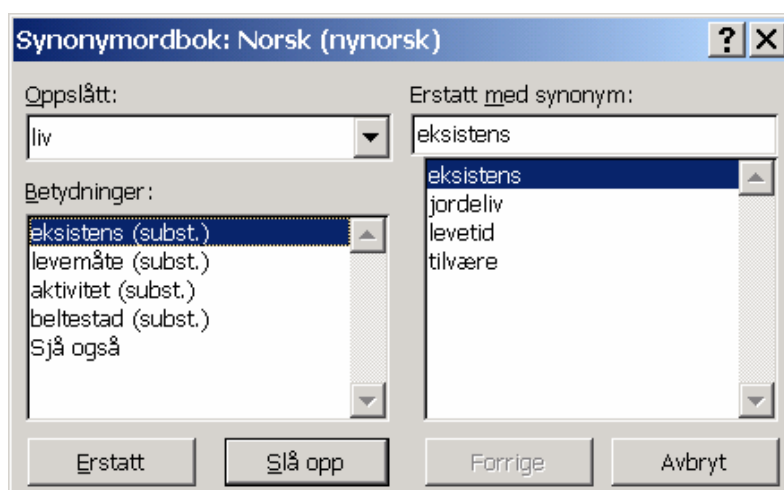 Synonymordbok: Norsk (nynorsk)
Oppslått:
liv
Betydninger:
eksistens (subst.)
levemåte (subst.)
aktivitet (subst.)
beltestad (subst.)
Sjå også
Erstatt med synonym:
eksistens
eksistens
jordeliv
levetid
tilvære
Erstatt
Slå opp
Forrige
Avbryt